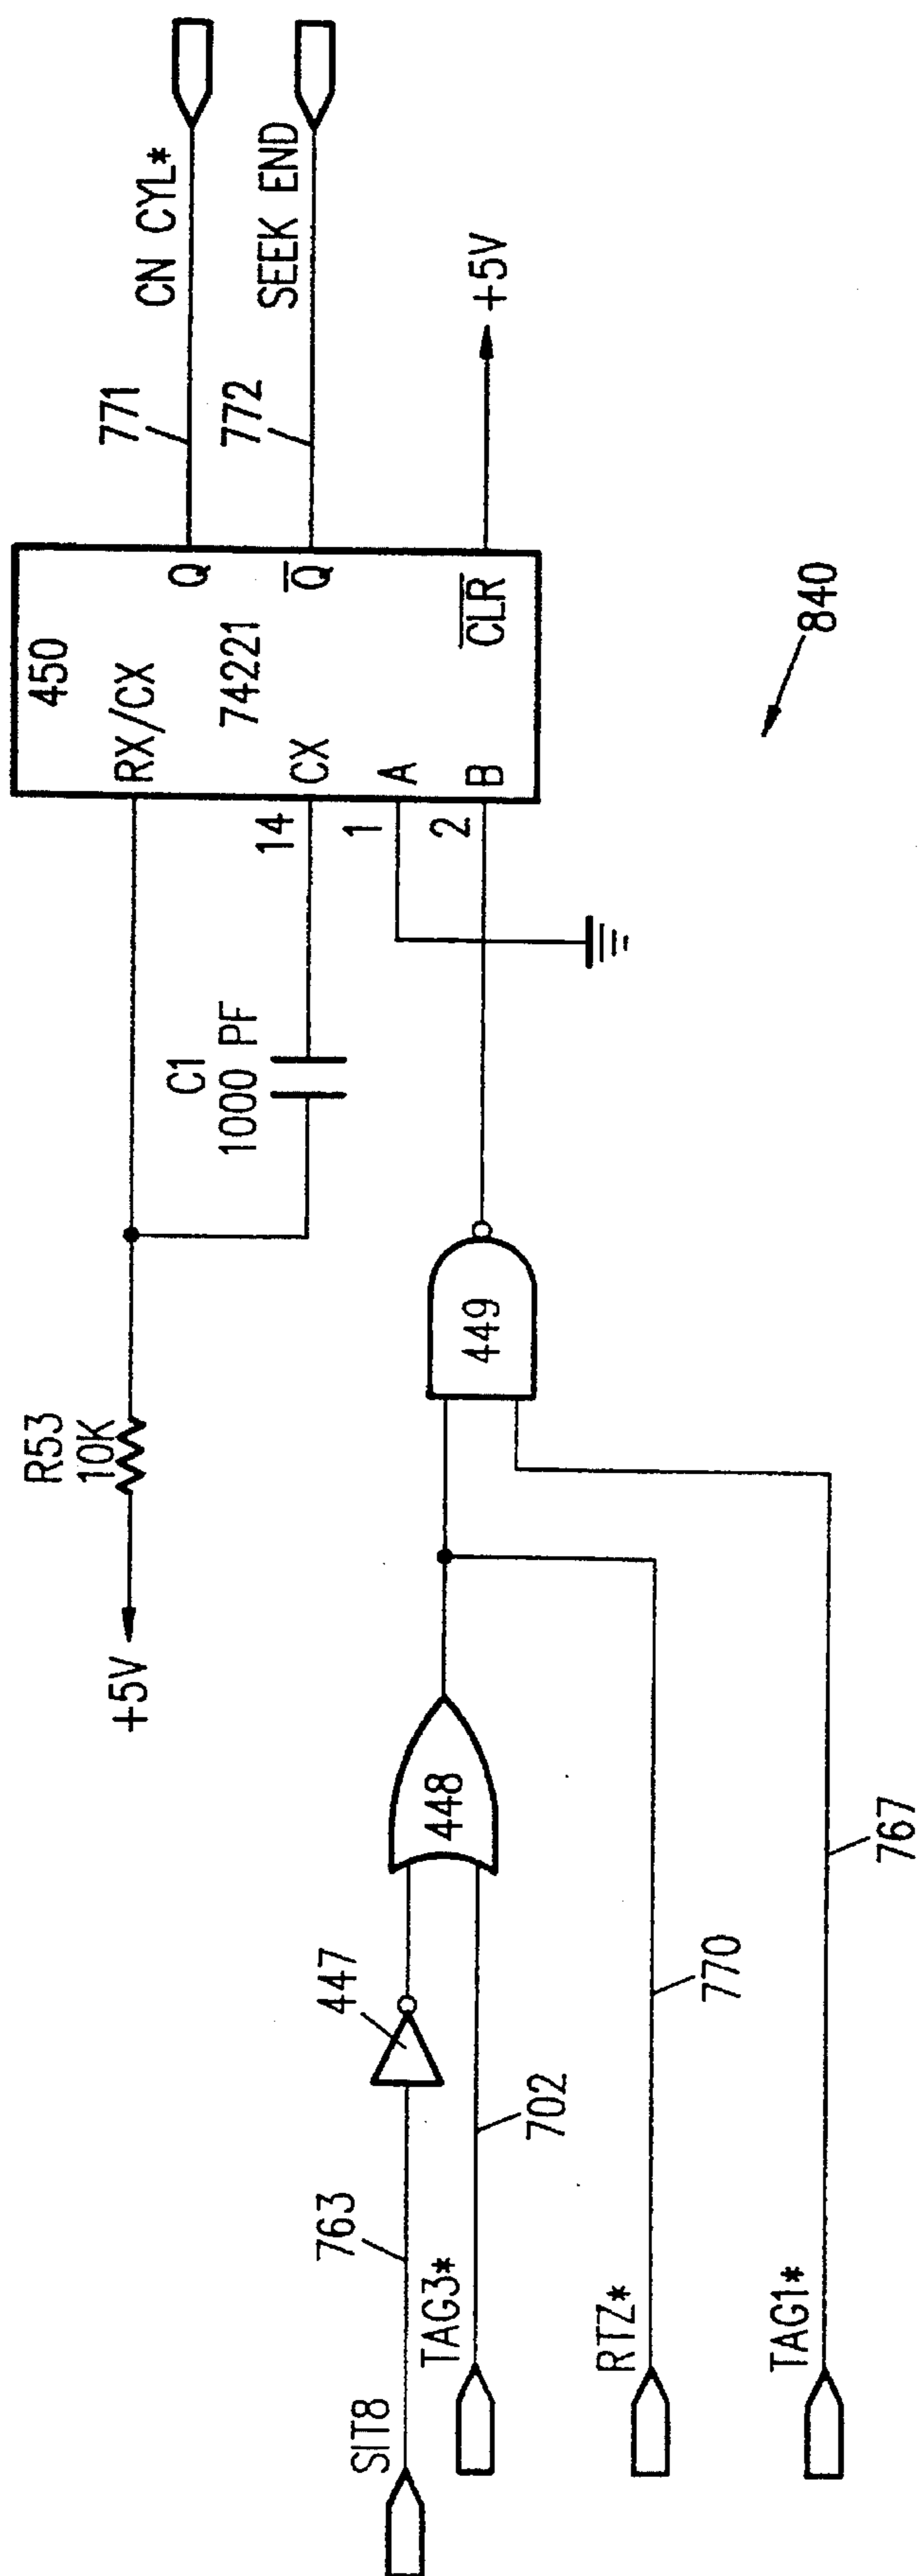 CN CYL*
771
SEEK END
772
+5V
450
RX/CX
Q
74221
Q
CX
A
CLR
B
14
1
2
840
C1
1000 PF
R53
10K
+5V
449
448
447
763
SIT8
702
TAG3*
770
RTZ*
767
TAG1*